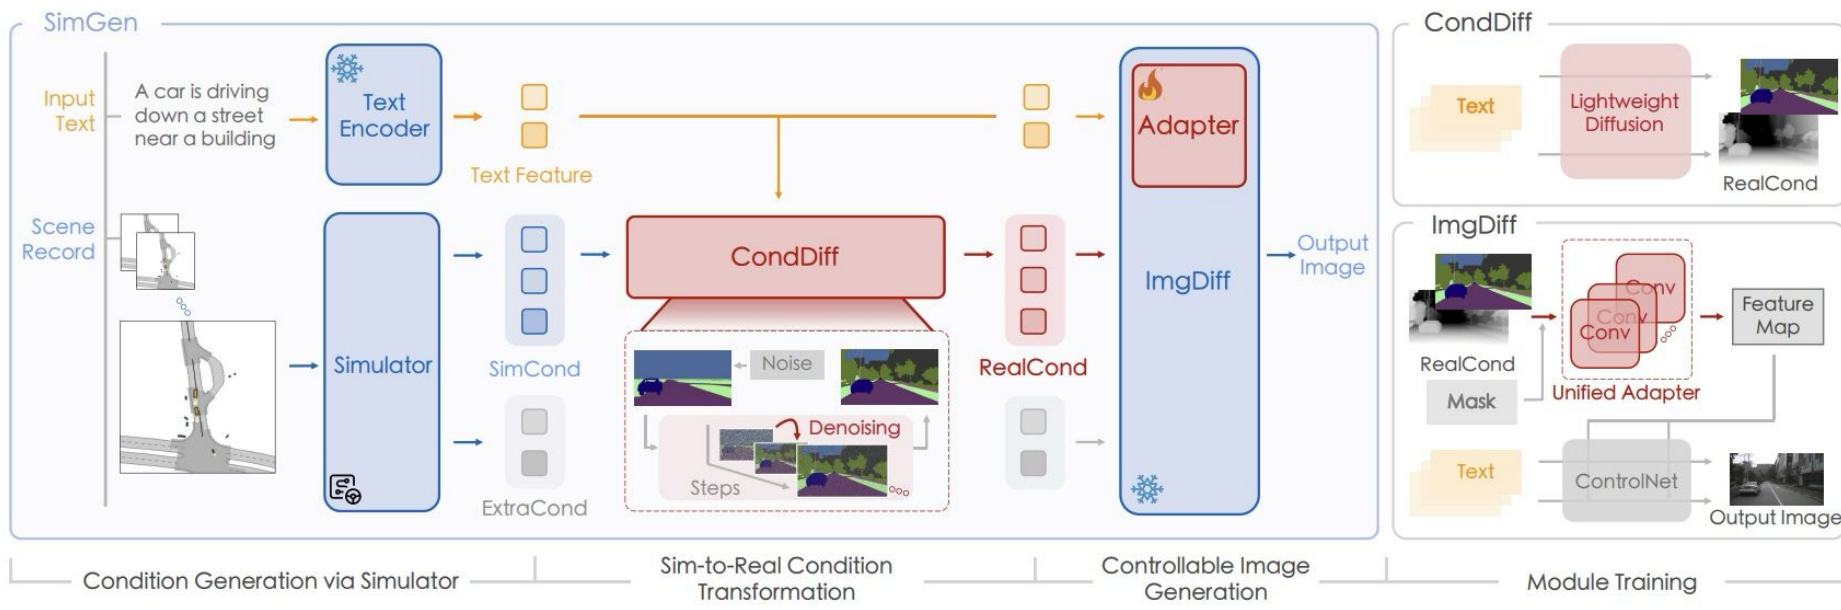 SimGen
Input
Text
A car is driving
down a street
near a building
Text
Encoder
Text Feature
Adapter
Scene
Record
Simulator
SimCond
ExtraCond
CondDiff
Noise
Denoising
Steps
RealCond
ImgDiff
Output
Image
CondDiff
Text
Lightweight
Diffusion
RealCond
ImgDiff
RealCond
Mask
Conv
Conv
Conv
Unified Adapter
Feature
Map
Text
ControlNet
Output Image
Condition Generation via Simulator
Sim-to-Real Condition
Transformation
Controllable Image
Generation
Module Training